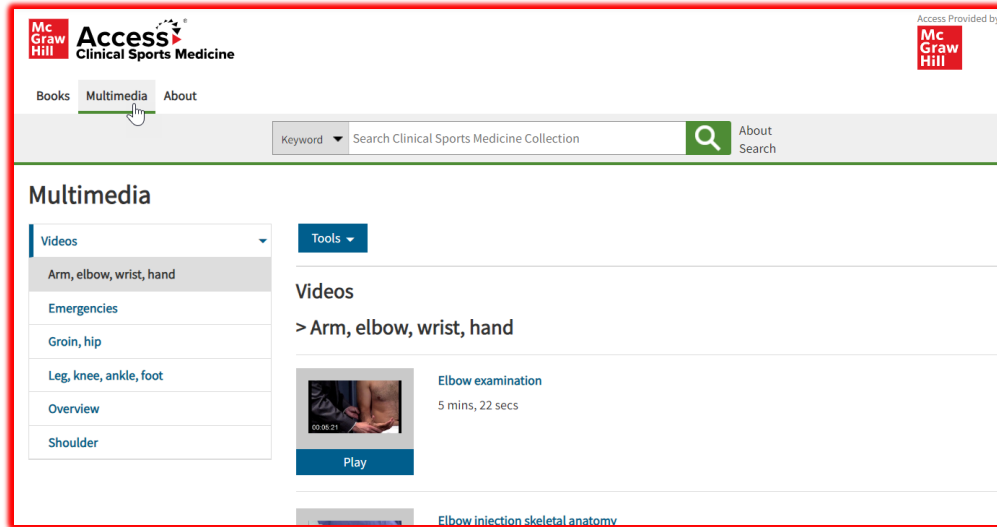 Mc
Graw
Hill
Access®
Clinical Sports Medicine
Access Provided by
Mc
Graw
Hill
Books Multimedia About
Keyword Search Clinical Sports Medicine Collection
About
Search
Multimedia
Videos
Arm, elbow, wrist, hand
Emergencies
Groin, hip
Leg, knee, ankle, foot
Overview
Shoulder
Tools
Videos
> Arm, elbow, wrist, hand
00:05:21
Play
Elbow examination
5 mins, 22 secs
Elbow injection skeletal anatomy